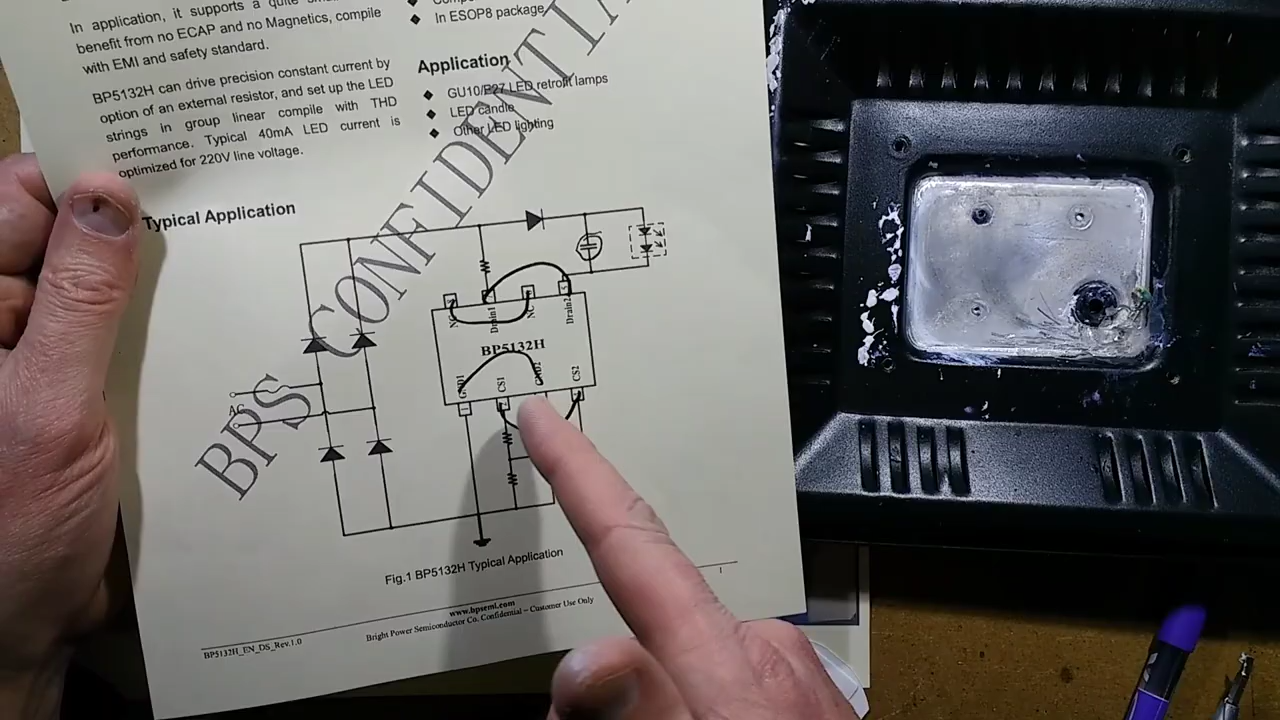 In application, it supports a quite
benefit from no ECAP and no Magnetics, compile
with EMI and safety standard.
BP5132H can drive precision constant current by
option of an external resistor, and set up the LED
strings in group linear compile with THD
performance. Typical 40mA LED current is
optimized for 220V line voltage.
In ESOP8 package
Application
GU10/E27 LED retrofit lamps
LED candle
Other LED lighting
Typical Application
BPS CONFIDENTIA
NC
Drain1
NC
Drain2
BP5132H
GND1
CS1
GND2
CS2
AC
Fig.1 BP5132H Typical Application
1
www.bpsemi.com
BP5132H_EN_DS_Rev.1.0
Bright Power Semiconductor Co. Confidential – Customer Use Only